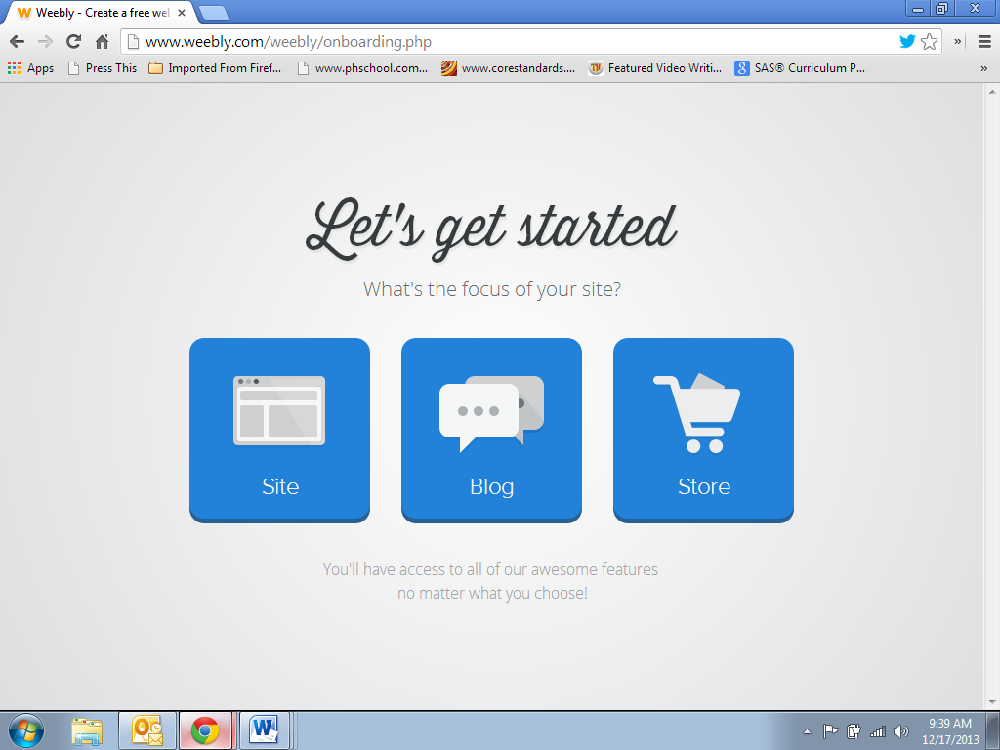 Weebly - Create a free wel
www.weebly.com/weebly/onboarding.php
Apps
Press This
Imported From Firef...
www.phschool.com...
www.corestandards....
Featured Video Writi...
SAS® Curriculum P...
Let's get started
What's the focus of your site?
Site
Blog
Store
You'll have access to all of our awesome features
no matter what you choose!
9:39 AM
12/17/2013